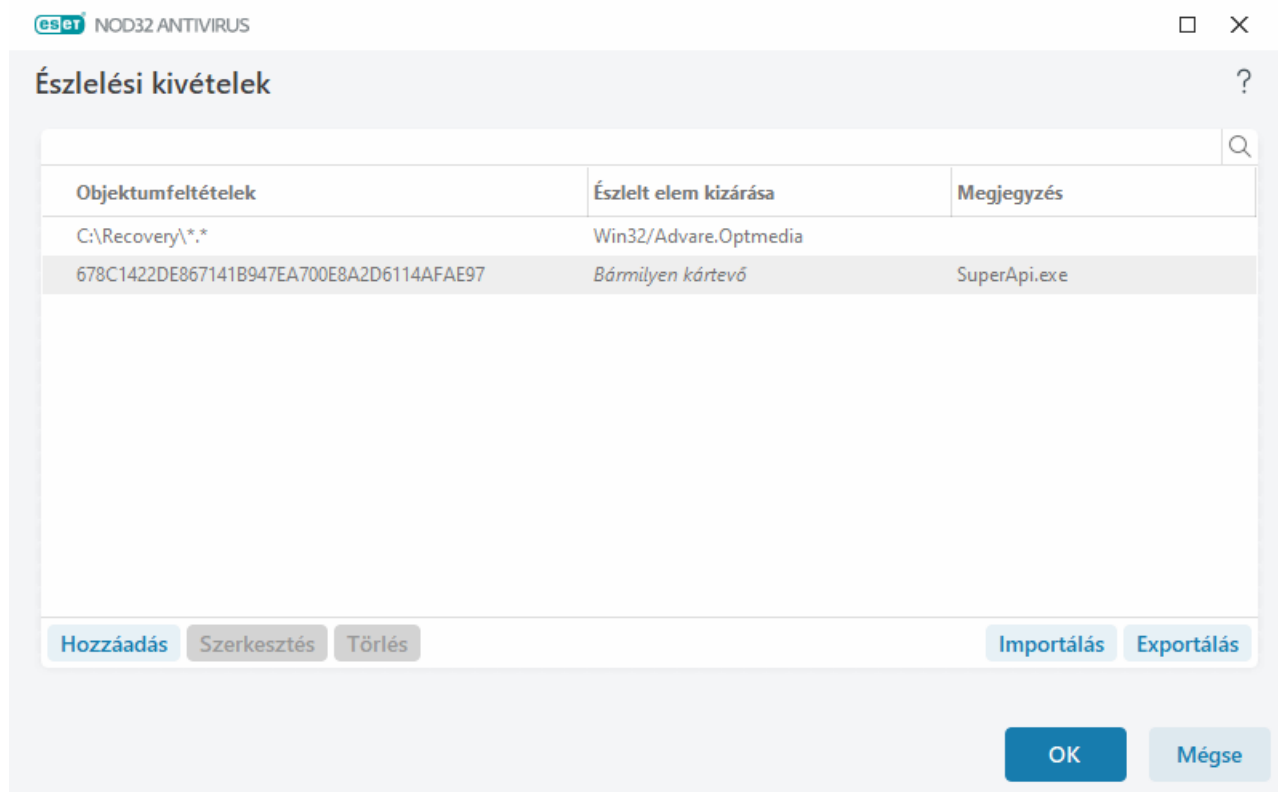 eseT NOD32 ANTIVIRUS
Észlelési kivételek ?
Objektumfeltételek Észlelt elem kizárása Megjegyzés
C:\Recovery\*.* Win32/Advare.Optmedia
678C1422DE867141B947EA700E8A2D6114AFAE97 Bármilyen kártevő SuperApi.exe
Hozzáadás Szerkesztés Törlés Importálás Exportálás
OK Mégse